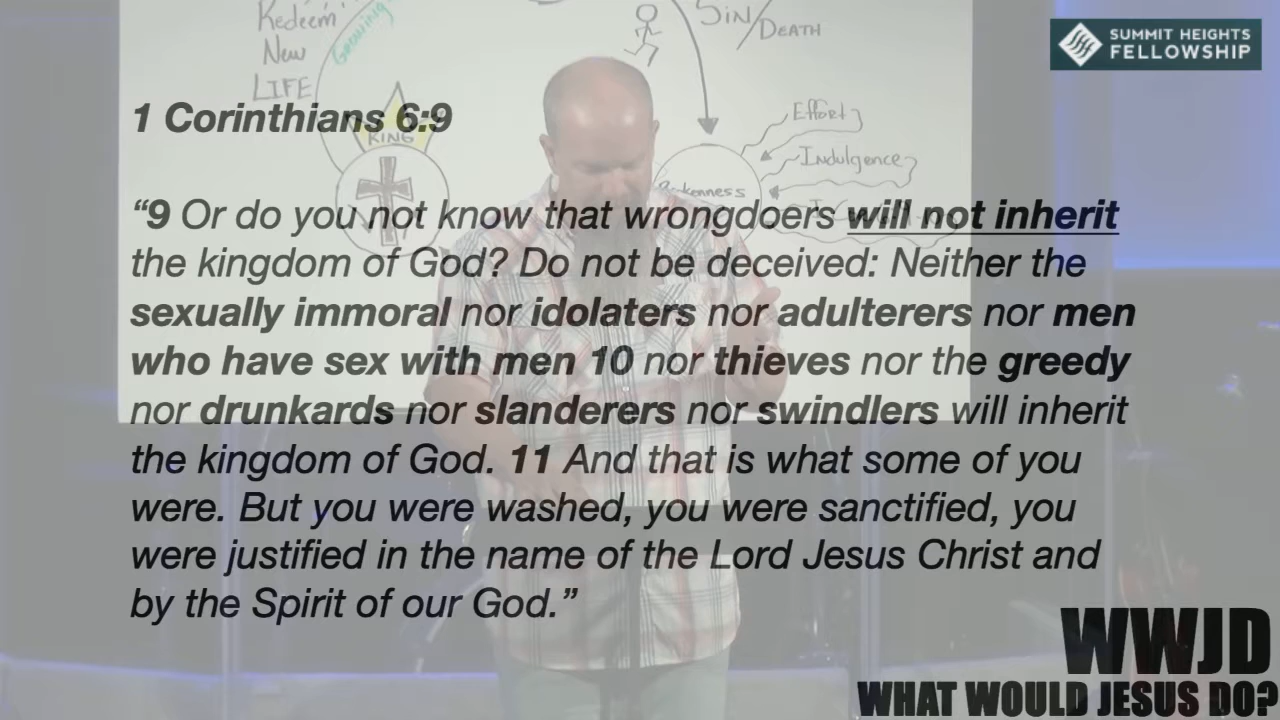 Redeem
New
LIFE
Growing
Sin/
DEATH
SUMMIT HEIGHTS
FELLOWSHIP
1 Corinthians 6:9
KING
Effort
Indulgence
“9 Or do you not know that wrongdoers will not inherit
the kingdom of God? Do not be deceived: Neither the
sexually immoral nor idolaters nor adulterers nor men
who have sex with men 10 nor thieves nor the greedy
nor drunkards nor slanderers nor swindlers will inherit
the kingdom of God. 11 And that is what some of you
were. But you were washed, you were sanctified, you
were justified in the name of the Lord Jesus Christ and
by the Spirit of our God.”
WWJD
WHAT WOULD JESUS DO?